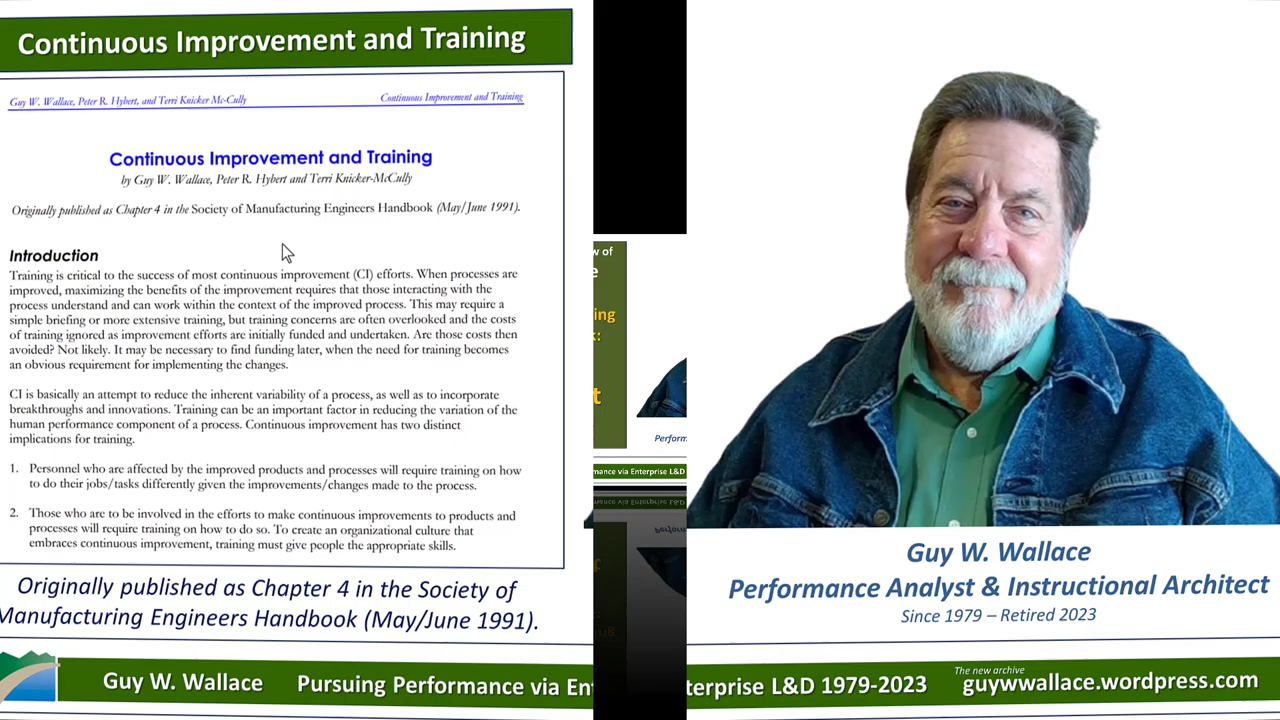 Continuous Improvement and Training
Guy W. Wallace, Peter R. Hybert, and Terri Knicker Mc-Cully
Continuous Improvement and Training
Continuous Improvement and Training
by Guy W. Wallace, Peter R. Hybert and Terri Knicker-McCully
Originally published as Chapter 4 in the Society of Manufacturing Engineers Handbook (May/June 1991).
Introduction
Training is critical to the success of most continuous improvement (CI) efforts. When processes are
improved, maximizing the benefits of the improvement requires that those interacting with the
process understand and can work within the context of the improved process. This may require a
simple briefing or more extensive training, but training concerns are often overlooked and the costs
of training ignored as improvement efforts are initially funded and undertaken. Are those costs then
avoided? Not likely. It may be necessary to find funding later, when the need for training becomes
an obvious requirement for implementing the changes.
CI is basically an attempt to reduce the inherent variability of a process, as well as to incorporate
breakthroughs and innovations. Training can be an important factor in reducing the variation of the
human performance component of a process. Continuous improvement has two distinct
implications for training.
1. Personnel who are affected by the improved products and processes will require training on how
to do their jobs/tasks differently given the improvements/changes made to the process.
2. Those who are to be involved in the efforts to make continuous improvements to products and
processes will require training on how to do so. To create an organizational culture that
embraces continuous improvement, training must give people the appropriate skills.
Originally published as Chapter 4 in the Society of
Manufacturing Engineers Handbook (May/June 1991).
Guy W. Wallace
Pursuing Performance via En
w of
e
ing
k:
t
Perform
mance via Enterprise L&D
Guy W. Wallace
Performance Analyst & Instructional Architect
Since 1979 – Retired 2023
terprise L&D 1979-2023
The new archive
guywwallace.wordpress.com